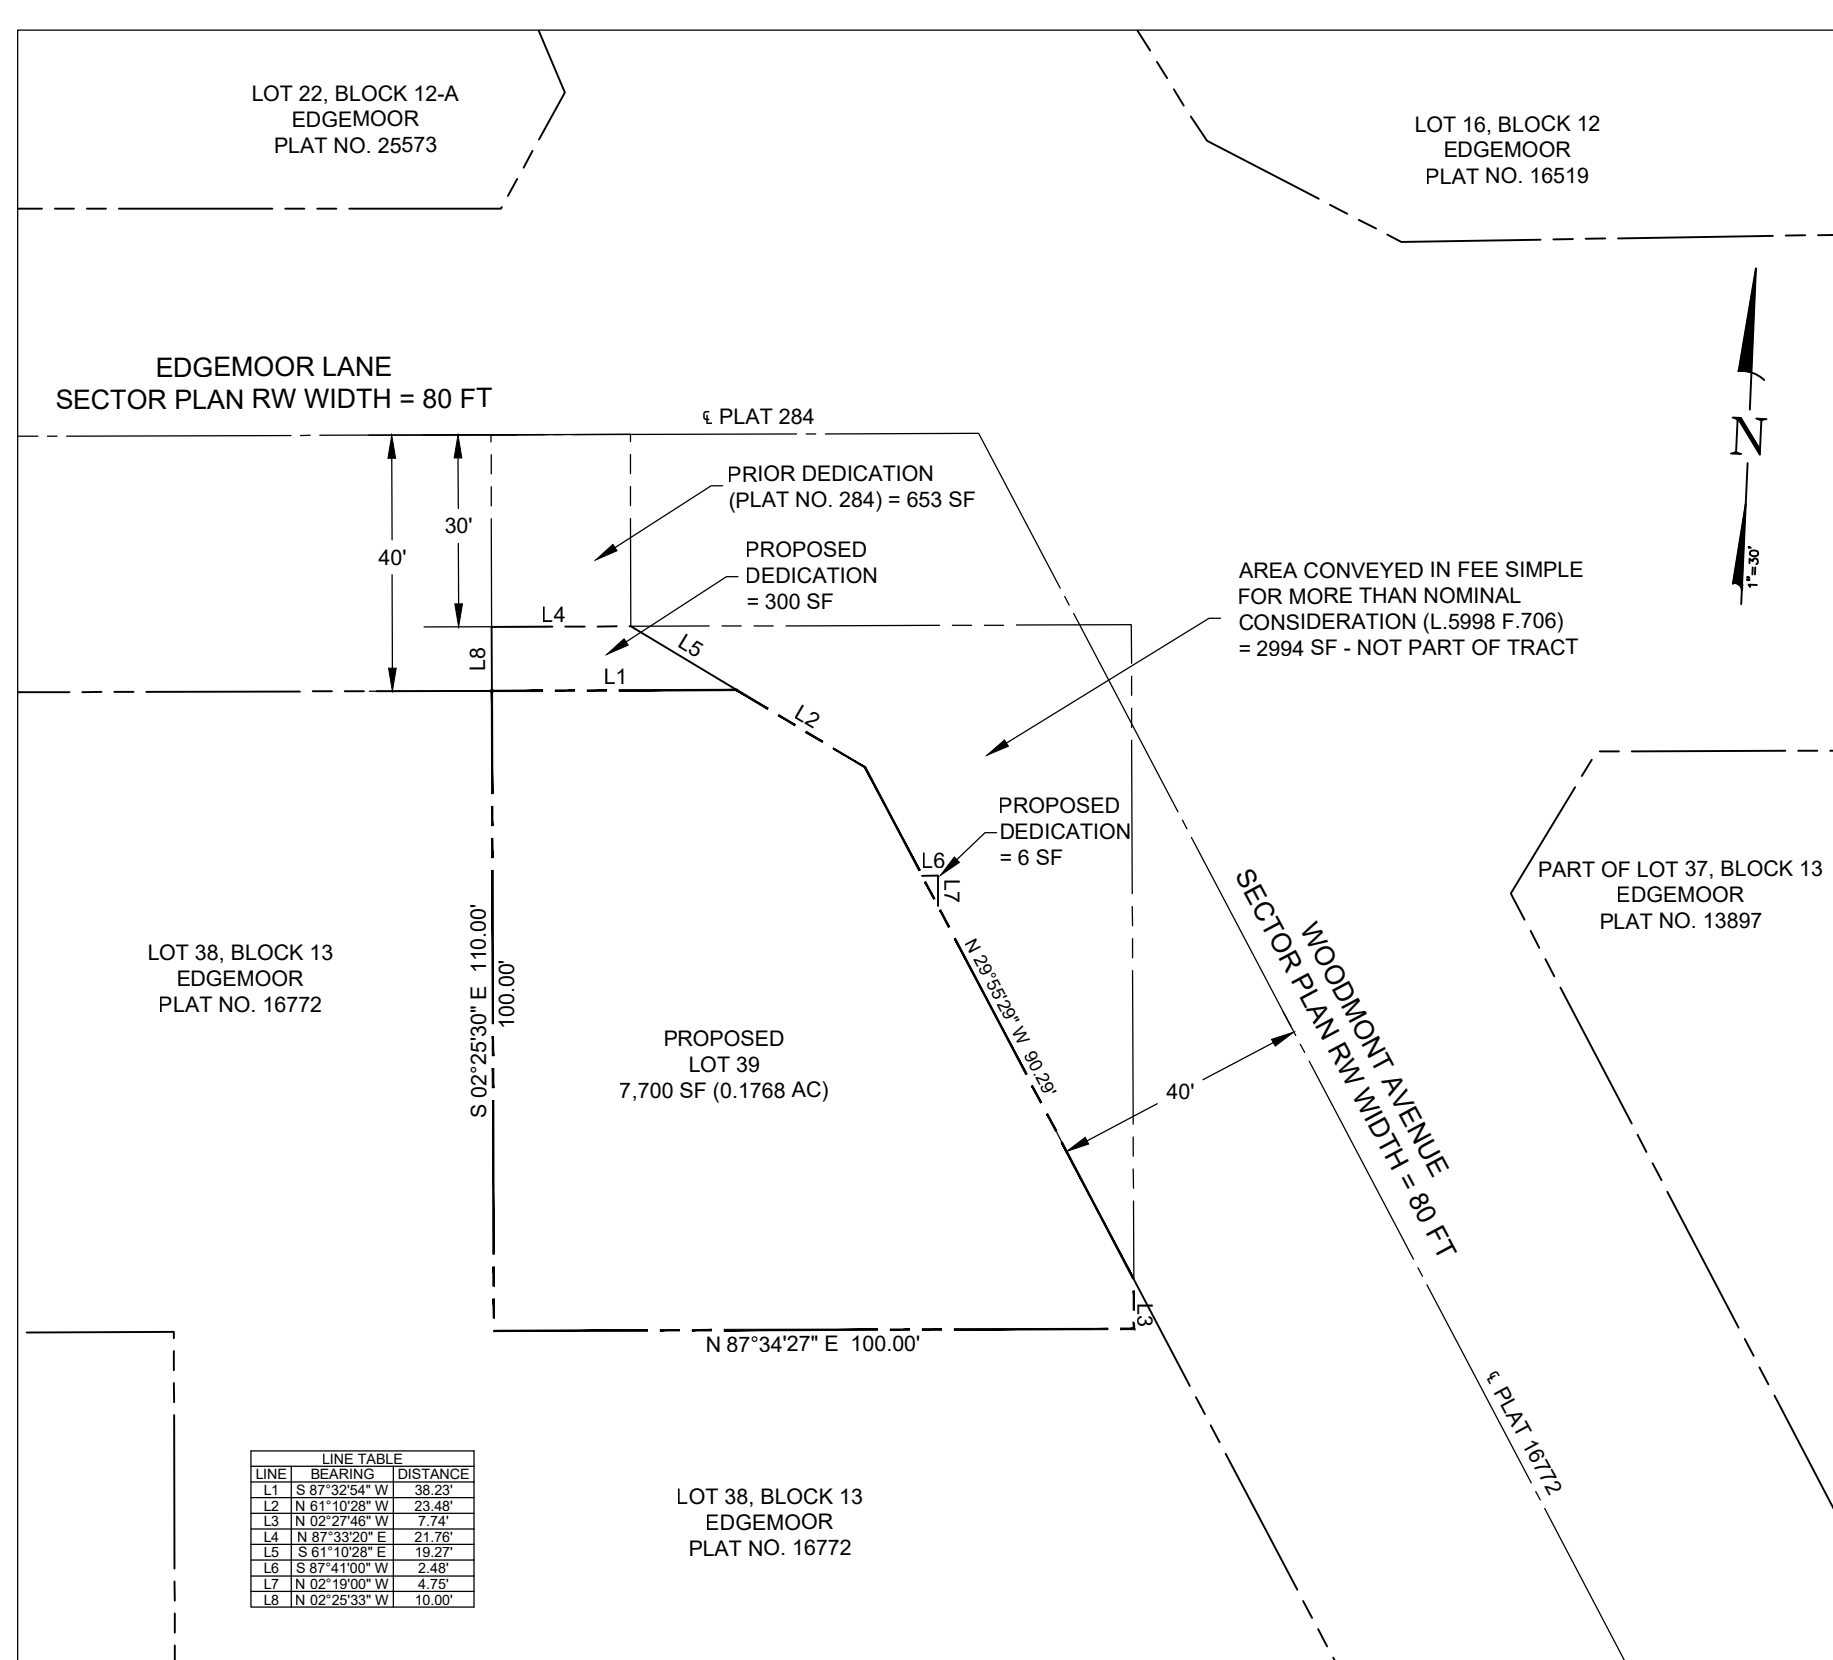 LOT 22, BLOCK 12-A
EDGEMOOR
PLAT NO. 25573
LOT 16, BLOCK 12
EDGEMOOR
PLAT NO. 16519
EDGEMOOR LANE
SECTOR PLAN RW WIDTH = 80 FT
℄ PLAT 284
N
1"=30'
PRIOR DEDICATION
(PLAT NO. 284) = 653 SF
30'
40'
PROPOSED
DEDICATION
= 300 SF
AREA CONVEYED IN FEE SIMPLE
FOR MORE THAN NOMINAL
CONSIDERATION (L.5998 F.706)
= 2994 SF - NOT PART OF TRACT
L4
L5
L8
L1
L2
PROPOSED
DEDICATION
= 6 SF
L6
L7
PART OF LOT 37, BLOCK 13
EDGEMOOR
PLAT NO. 13897
WOODMONT AVENUE
SECTOR PLAN RW WIDTH = 80 FT
LOT 38, BLOCK 13
EDGEMOOR
PLAT NO. 16772
S 02°25'30" E 110.00'
100.00'
N 29°55'29" W 90.29'
PROPOSED
LOT 39
7,700 SF (0.1768 AC)
40'
L3
N 87°34'27" E 100.00'
℄ PLAT 16772
LINE TABLE
LINE BEARING DISTANCE
L1 S 87°32'54" W 38.23'
L2 N 61°10'28" W 23.48'
L3 N 02°27'46" W 7.74'
L4 N 87°33'20" E 21.76'
L5 S 61°10'28" E 19.27'
L6 S 87°41'00" W 2.48'
L7 N 02°19'00" W 4.75'
L8 N 02°25'33" W 10.00'
LOT 38, BLOCK 13
EDGEMOOR
PLAT NO. 16772